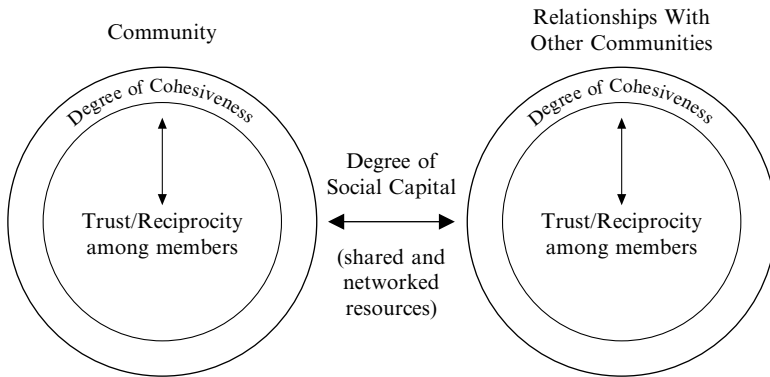 Community
Relationships With
Other Communities
Degree of Cohesiveness
Degree of Cohesiveness
Degree of
Social Capital
Trust/Reciprocity
among members
(shared and
networked
resources)
Trust/Reciprocity
among members